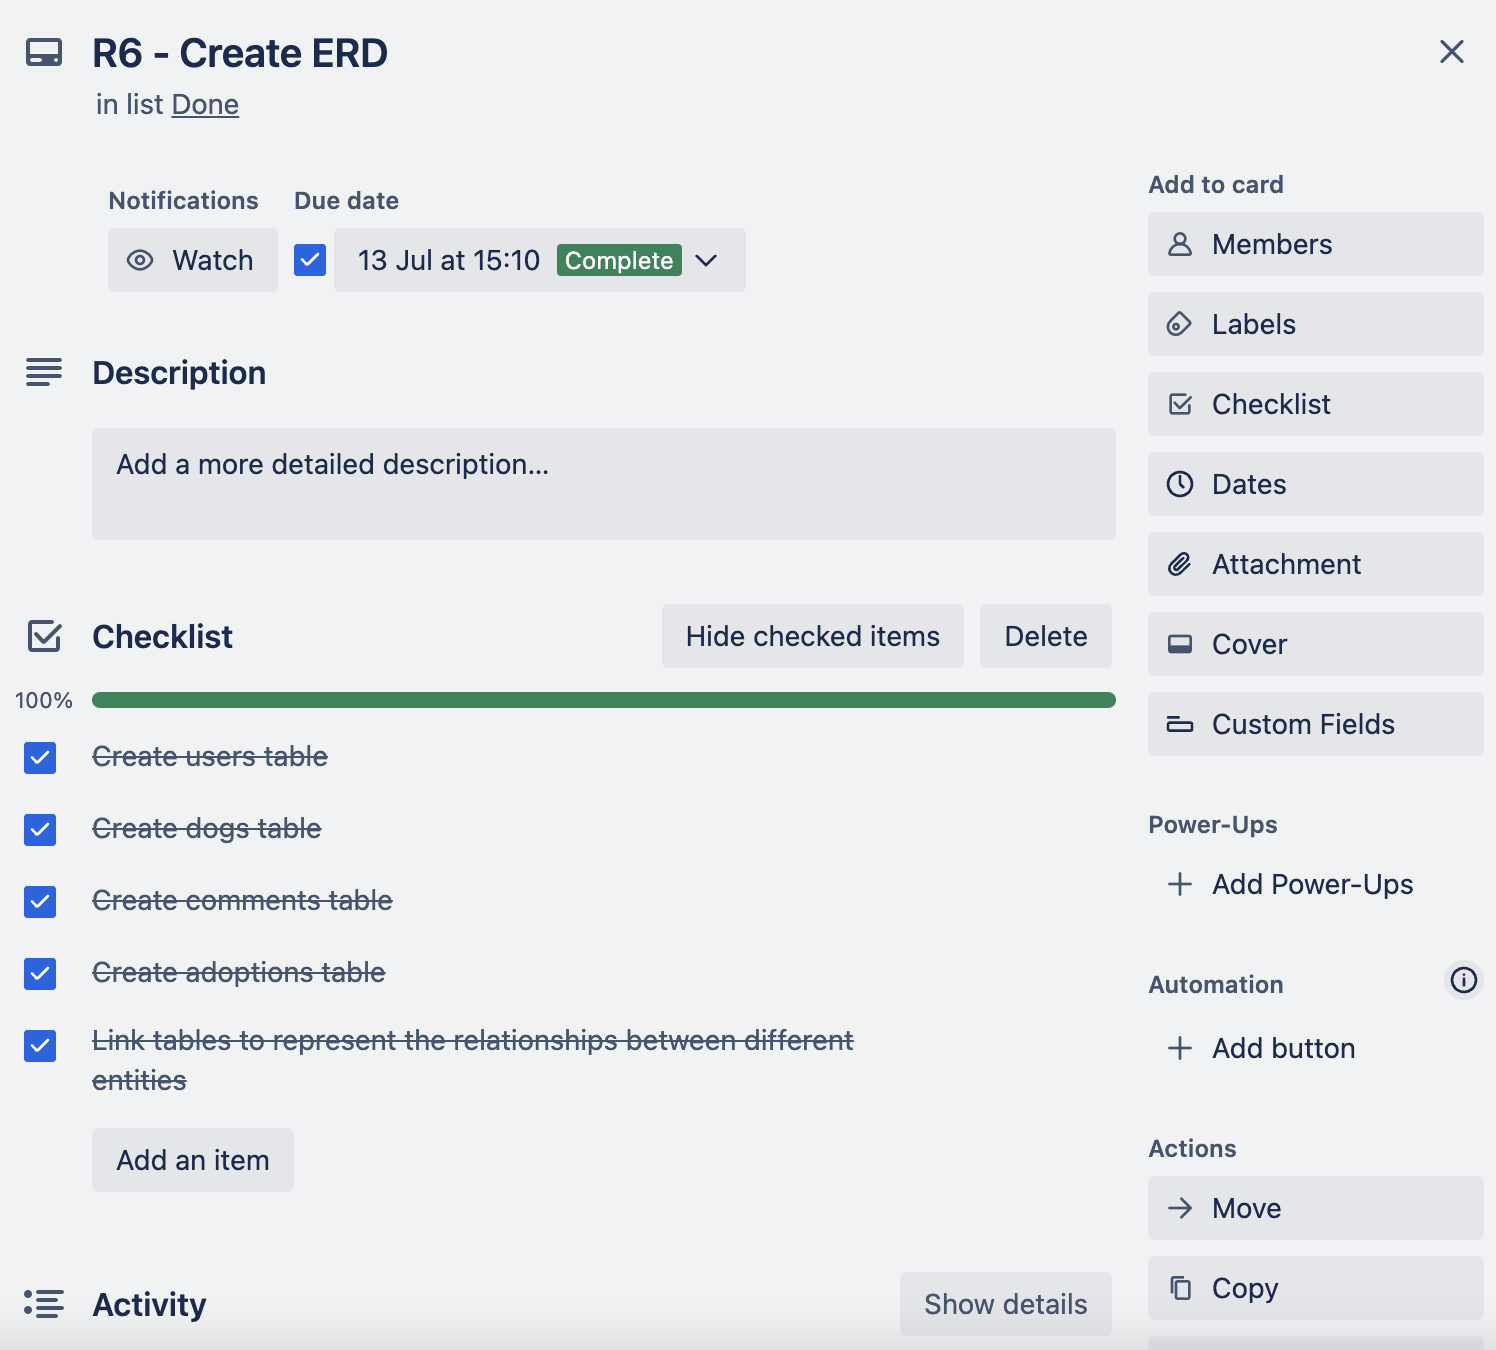 R6 - Create ERD
in list Done
Notifications
Due date
Watch
13 Jul at 15:10 Complete
Description
Add a more detailed description...
Checklist
Hide checked items
Delete
100%
Create users table
Create dogs table
Create comments table
Create adoptions table
Link tables to represent the relationships between different
entities
Add an item
Activity
Show details
Add to card
Members
Labels
Checklist
Dates
Attachment
Cover
Custom Fields
Power-Ups
Add Power-Ups
Automation
Add button
Actions
Move
Copy